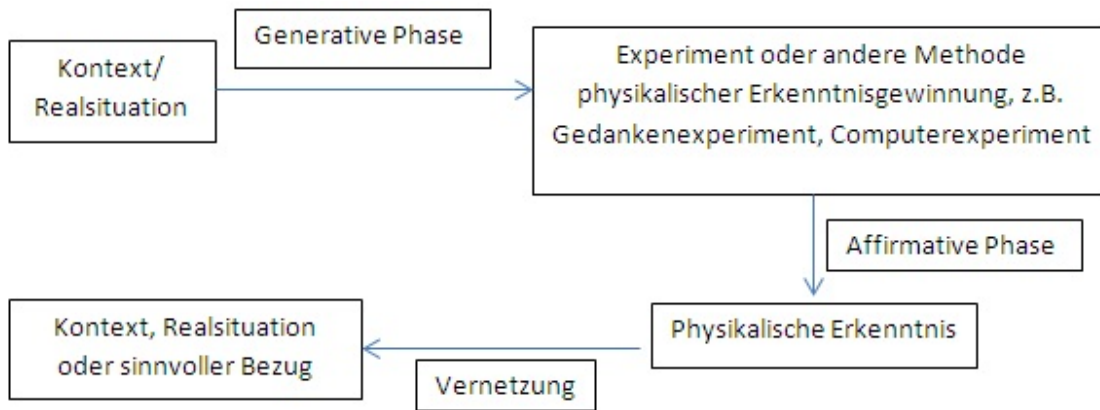 Kontext/
Realsituation
Generative Phase
Experiment oder andere Methode
physikalischer Erkenntnisgewinnung, z.B.
Gedankenexperiment, Computerexperiment
Affirmative Phase
Physikalische Erkenntnis
Vernetzung
Kontext, Realsituation
oder sinnvoller Bezug